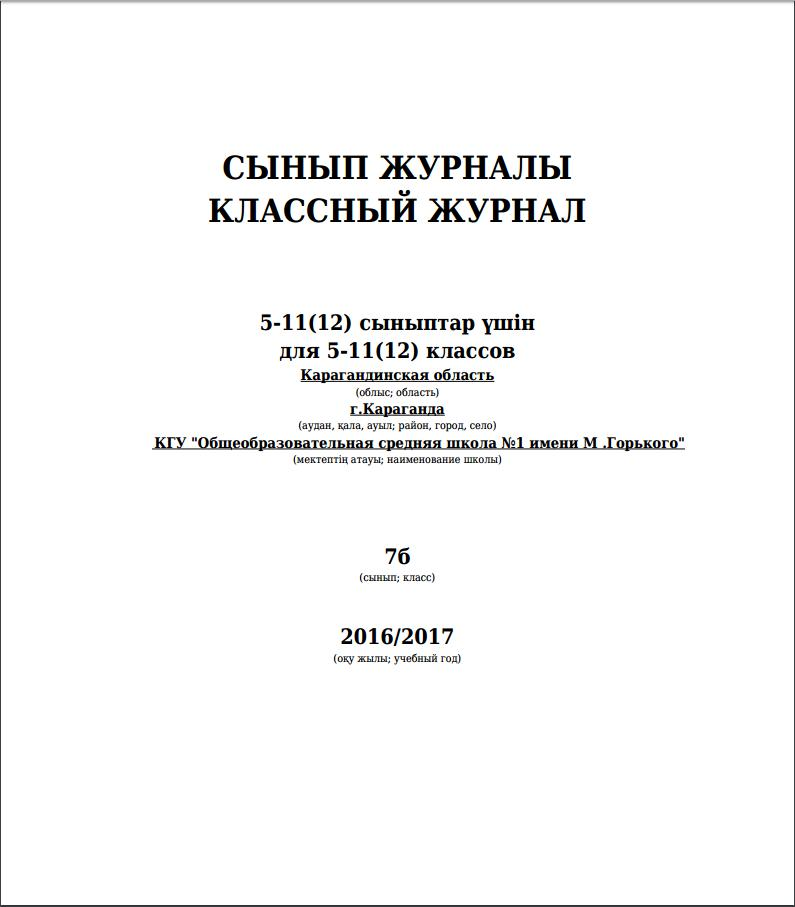 СЫНЫП ЖУРНАЛЫ
КЛАССНЫЙ ЖУРНАЛ
5-11(12) сыныптар үшін
для 5-11(12) классов
Карагандинская область
(облыс; область)
г.Караганда
(аудан, қала, ауыл; район, город, село)
КГУ "Общеобразовательная средняя школа №1 имени М .Горького"
(мектептің атауы; наименование школы)
7б
(сынып; класс)
2016/2017
(оқу жылы; учебный год)